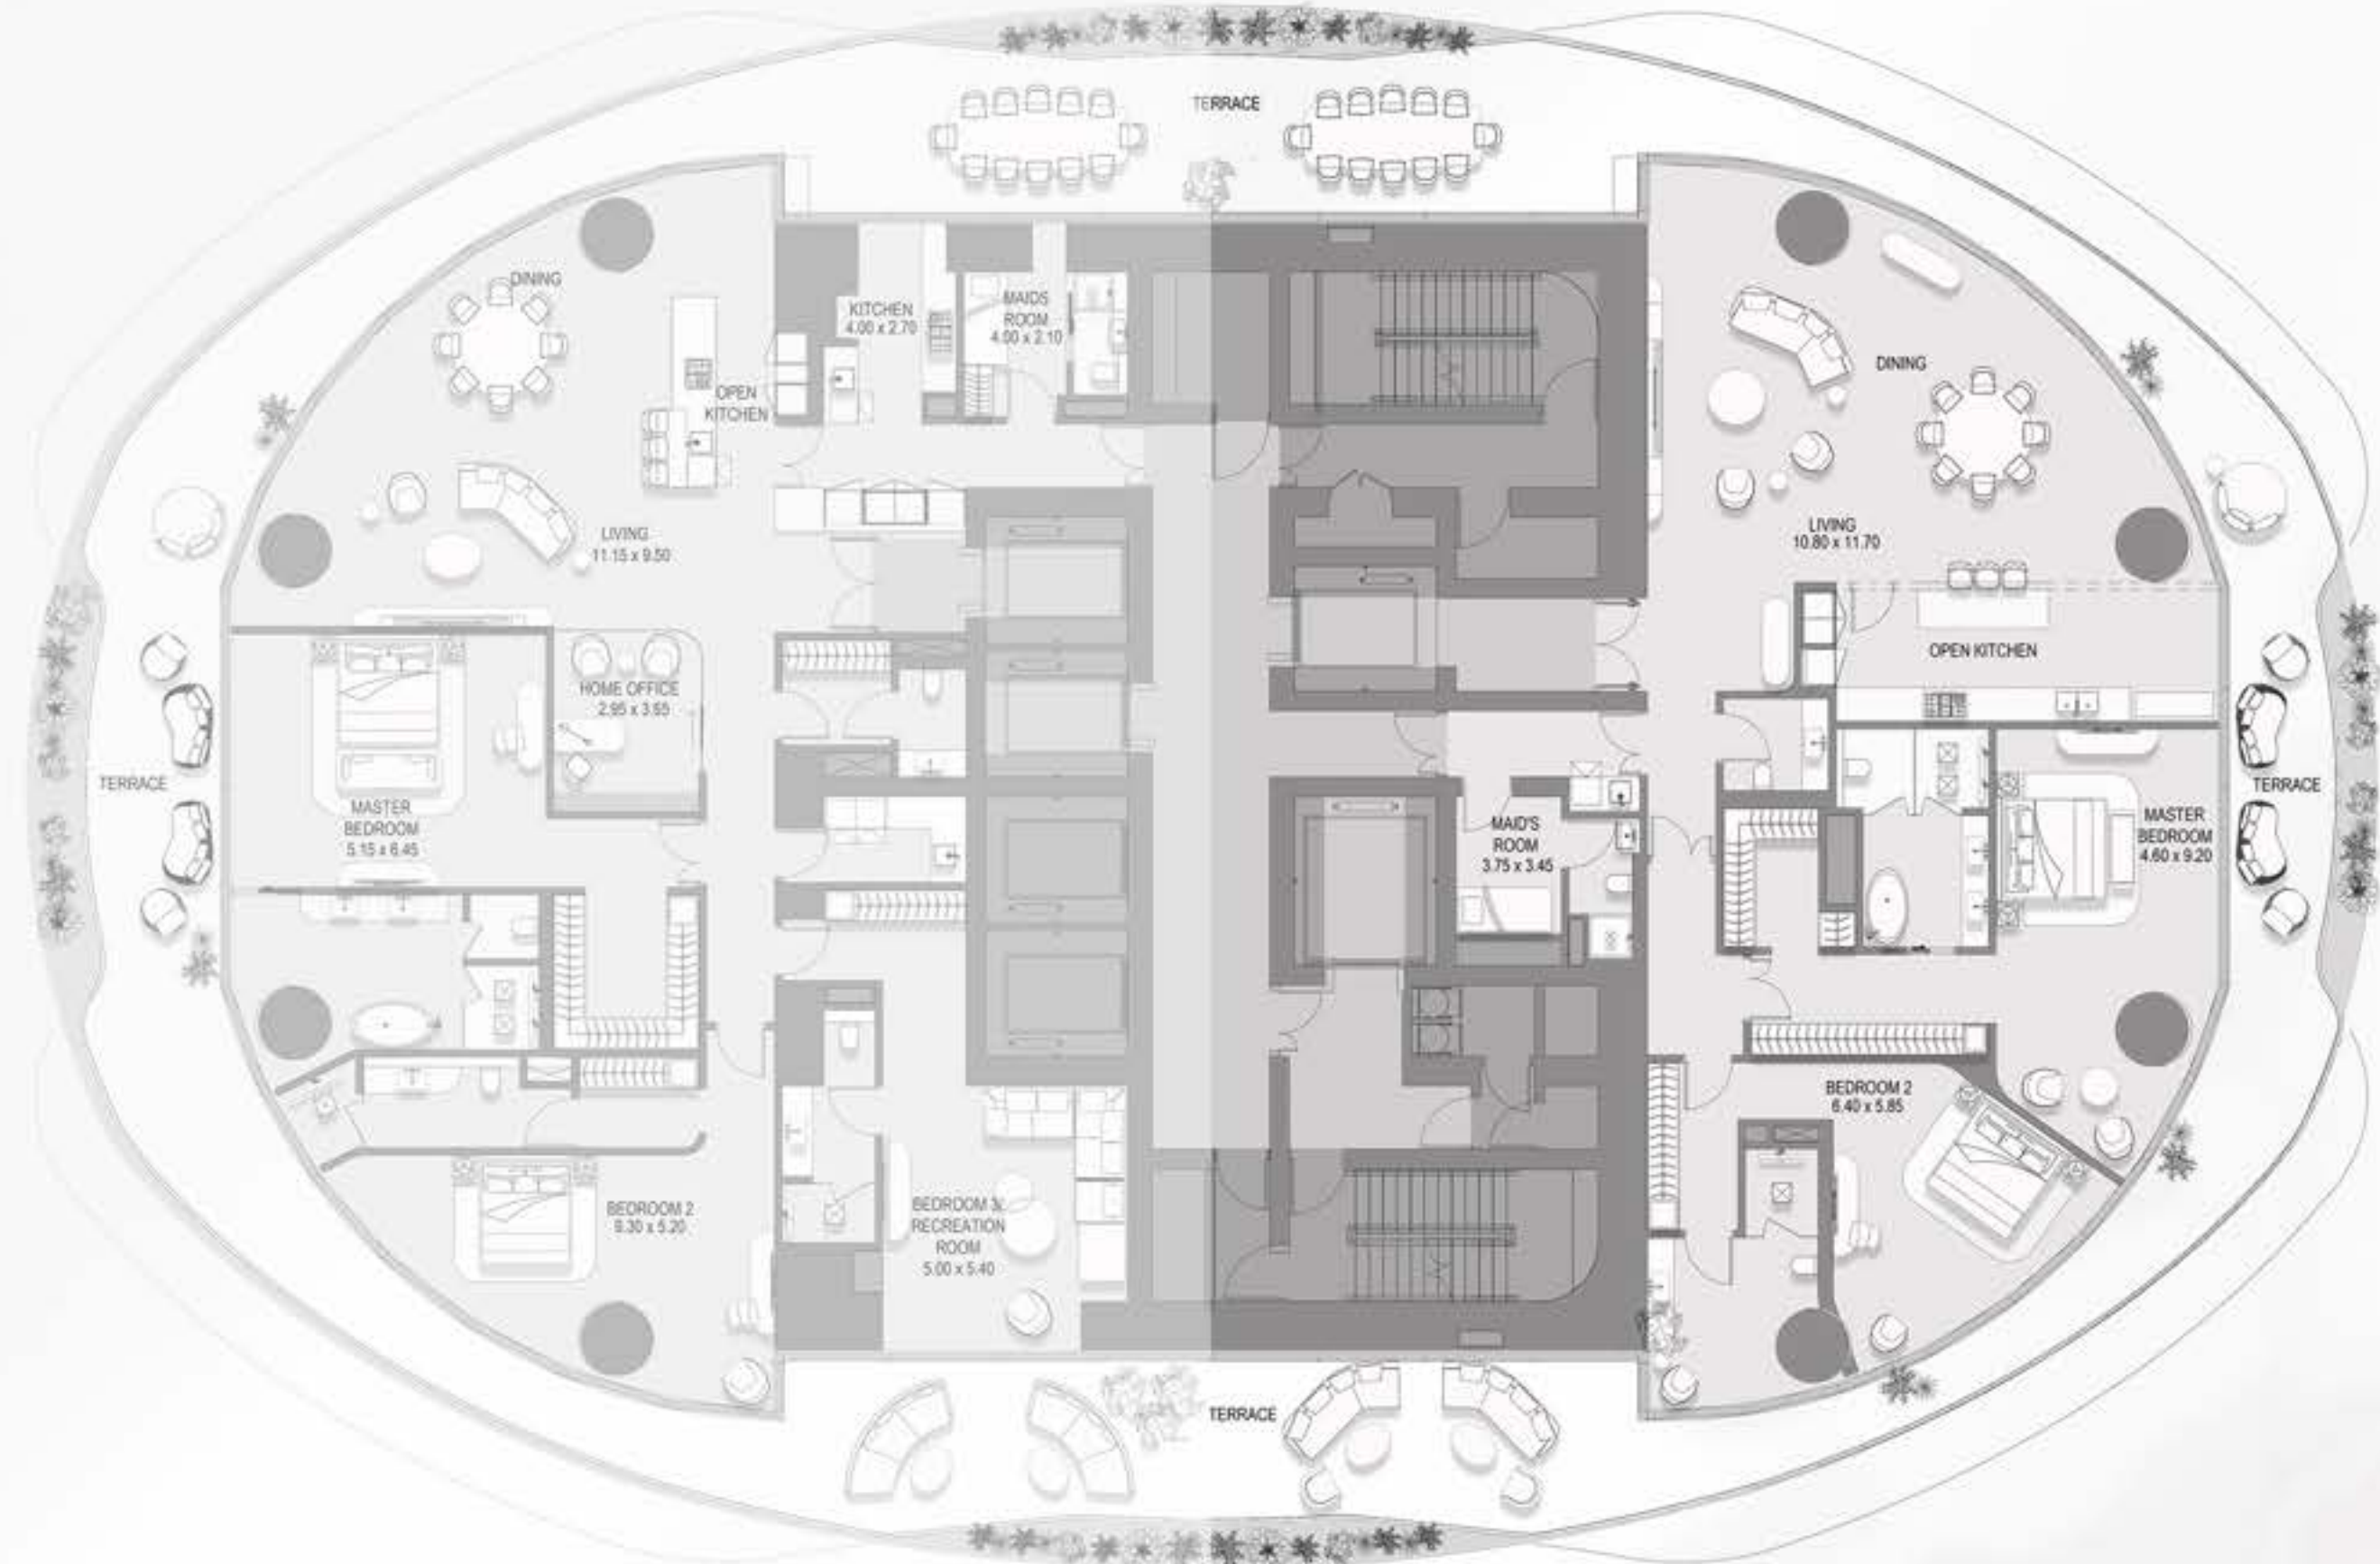 TERRACE
DINING
KITCHEN
4.00 x 2.70
MAIDS
ROOM
4.00 x 2.10
OPEN
KITCHEN
LIVING
11.15 x 9.50
HOME OFFICE
2.95 x 3.65
TERRACE
MASTER
BEDROOM
5.15 x 6.45
BEDROOM 2
9.30 x 5.20
BEDROOM 3/
RECREATION
ROOM
5.00 x 5.40
DINING
LIVING
10.80 x 11.70
OPEN KITCHEN
MAID'S
ROOM
3.75 x 3.45
MASTER
BEDROOM
4.60 x 9.20
TERRACE
BEDROOM 2
6.40 x 5.85
TERRACE